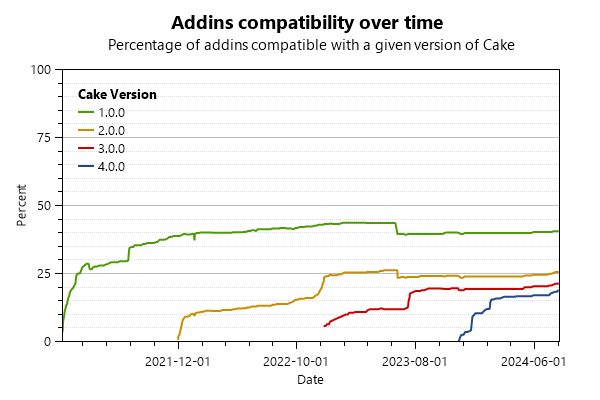 Addins compatibility over time
Percentage of addins compatible with a given version of Cake
100
75
50
25
0
Percent
Cake Version
1.0.0
2.0.0
3.0.0
4.0.0
2021-12-01
2022-10-01
2023-08-01
2024-06-01
Date